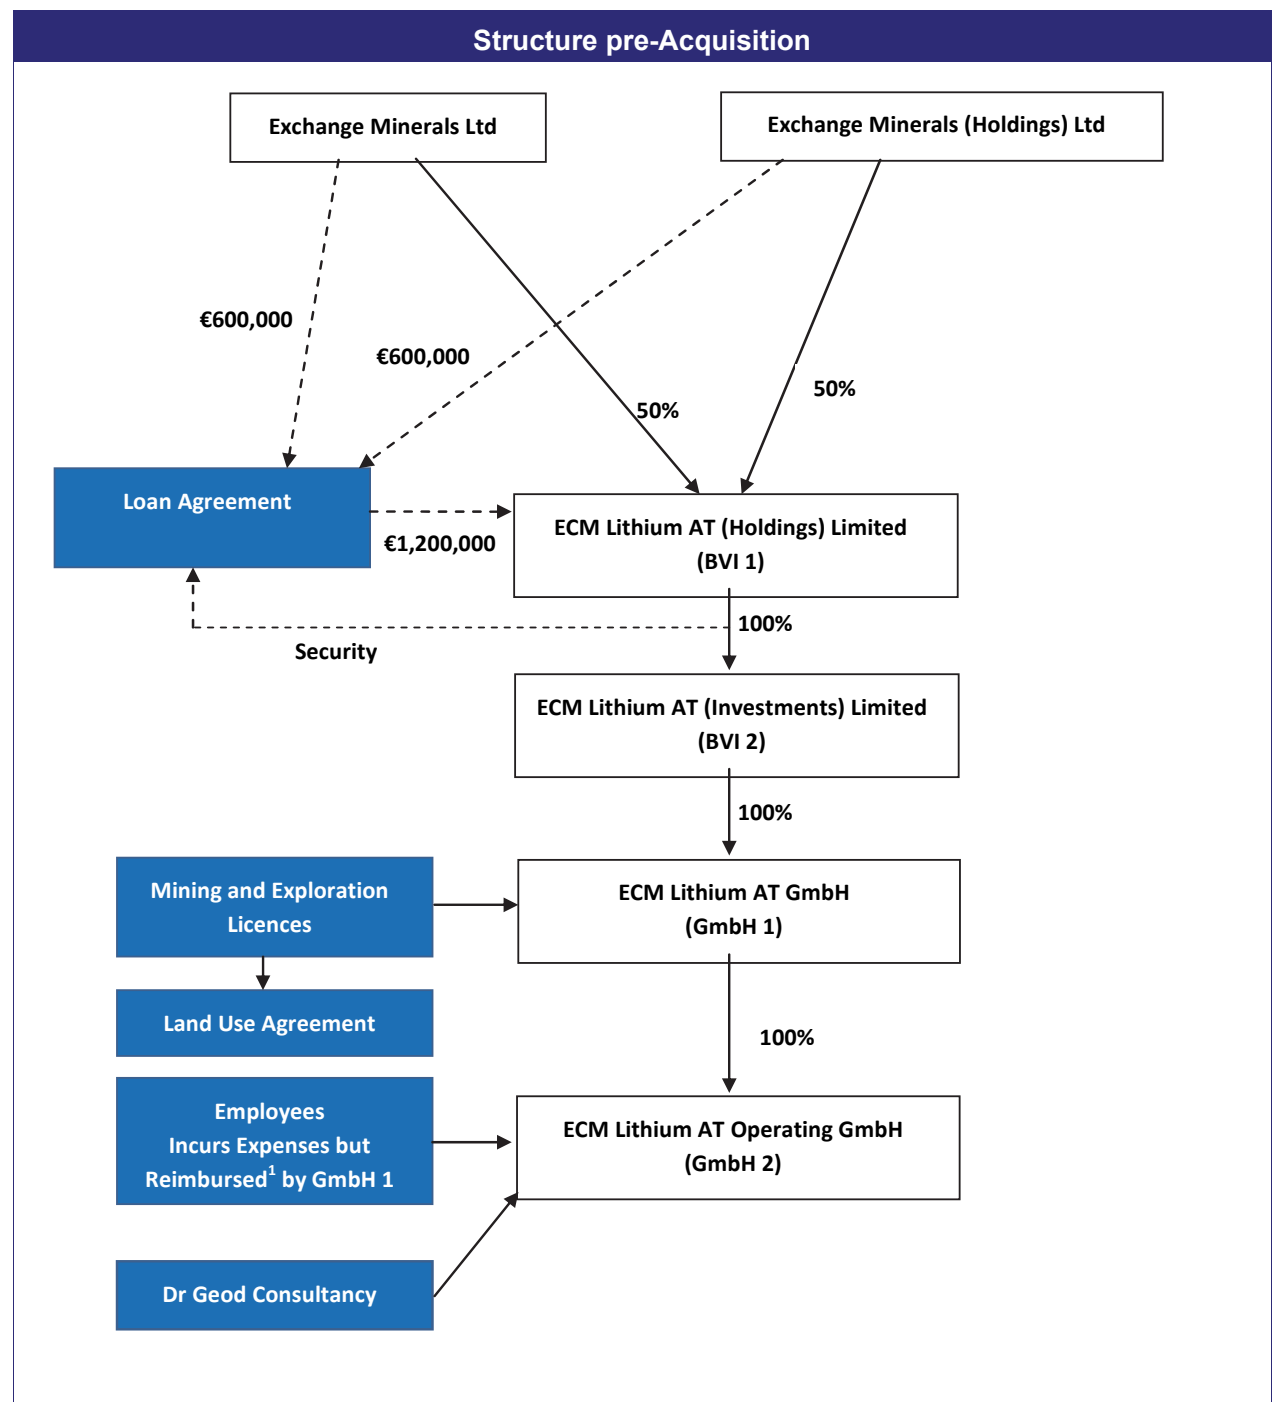 Structure pre-Acquisition
Exchange Minerals Ltd
Exchange Minerals (Holdings) Ltd
€600,000
€600,000
50%
50%
Loan Agreement
€1,200,000
ECM Lithium AT (Holdings) Limited
(BVI 1)
100%
Security
ECM Lithium AT (Investments) Limited
(BVI 2)
100%
Mining and Exploration
Licences
ECM Lithium AT GmbH
(GmbH 1)
Land Use Agreement
100%
Employees
Incurs Expenses but
Reimbursed¹ by GmbH 1
ECM Lithium AT Operating GmbH
(GmbH 2)
Dr Geod Consultancy